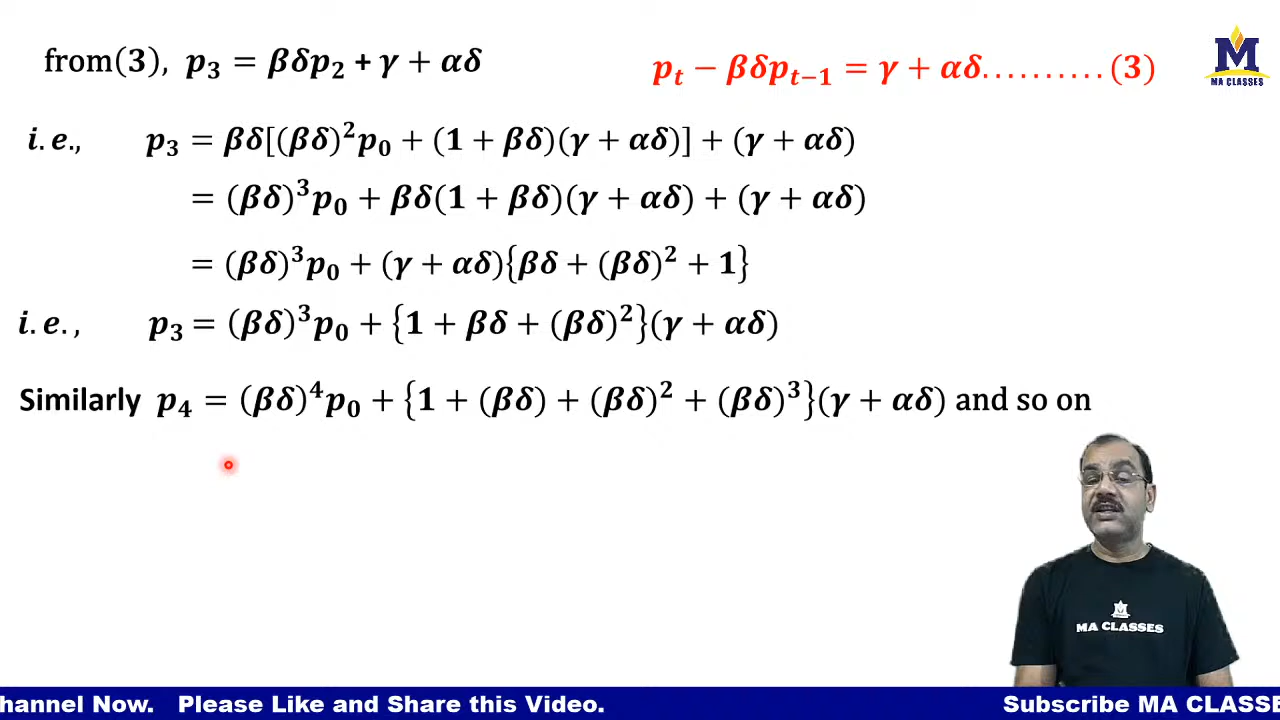 from(3), p₃ = βδp₂ + γ + αδ
pₜ − βδpₜ₋₁ = γ + αδ..........(3)
MA CLASSES
i.e., p₃ = βδ[(βδ)²p₀ + (1 + βδ)(γ + αδ)] + (γ + αδ)
= (βδ)³p₀ + βδ(1 + βδ)(γ + αδ) + (γ + αδ)
= (βδ)³p₀ + (γ + αδ){βδ + (βδ)² + 1}
i.e., p₃ = (βδ)³p₀ + {1 + βδ + (βδ)²}(γ + αδ)
Similarly p₄ = (βδ)⁴p₀ + {1 + (βδ) + (βδ)² + (βδ)³}(γ + αδ) and so on
MA CLASSES
hannel Now. Please Like and Share this Video. Subscribe MA CLASSE